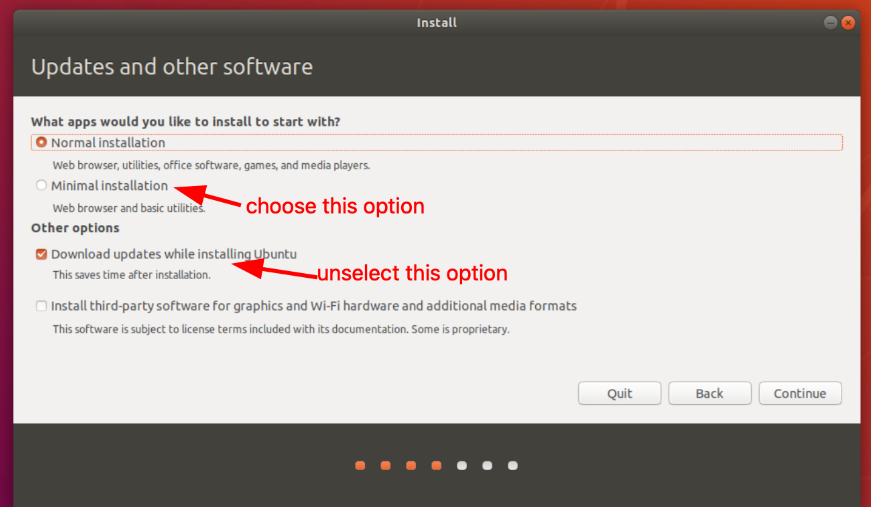 Install
Updates and other software
What apps would you like to install to start with?
Normal installation
Web browser, utilities, office software, games, and media players.
Minimal installation
choose this option
Web browser and basic utilities.
Other options
Download updates while installing Ubuntu
unselect this option
This saves time after installation.
Install third-party software for graphics and Wi-Fi hardware and additional media formats
This software is subject to license terms included with its documentation. Some is proprietary.
Quit Back Continue